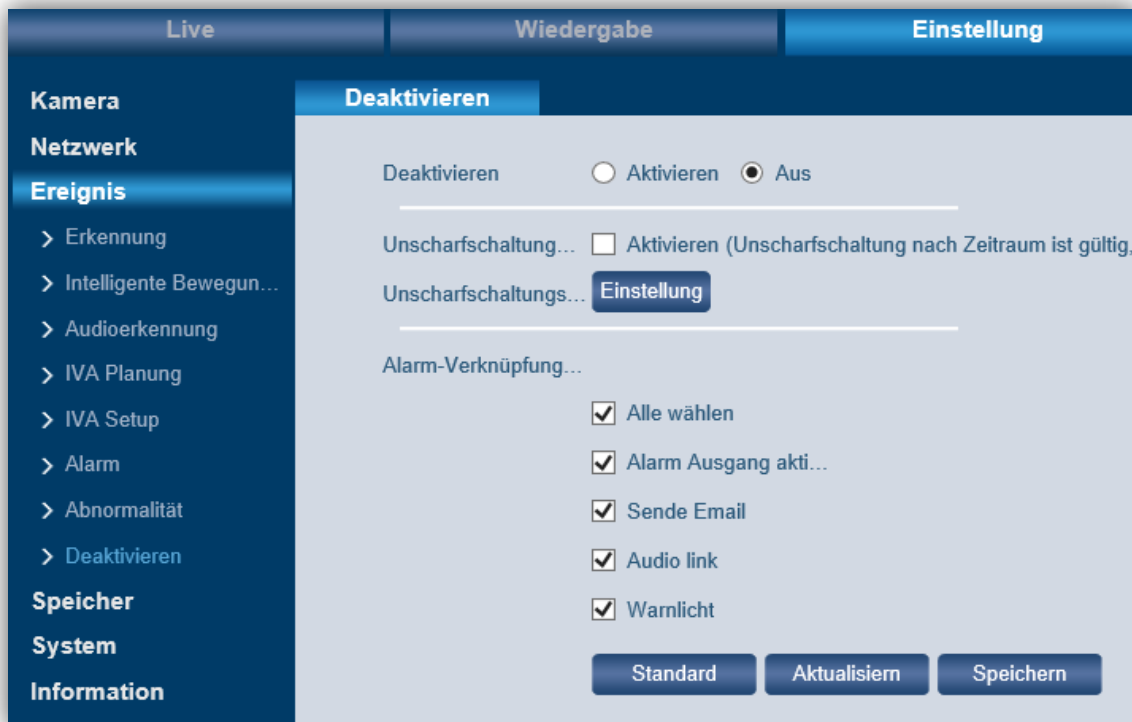 Live Wiedergabe Einstellung
Kamera
Netzwerk
Ereignis
Erkennung
Intelligente Bewegun...
Audioerkennung
IVA Planung
IVA Setup
Alarm
Abnormalität
Deaktivieren
Speicher
System
Information
Deaktivieren
Deaktivieren Aktivieren Aus
Unscharfschaltung... Aktivieren (Unscharfschaltung nach Zeitraum ist gültig,
Unscharfschaltungs... Einstellung
Alarm-Verknüpfung...
Alle wählen
Alarm Ausgang akti...
Sende Email
Audio link
Warnlicht
Standard Aktualisiern Speichern